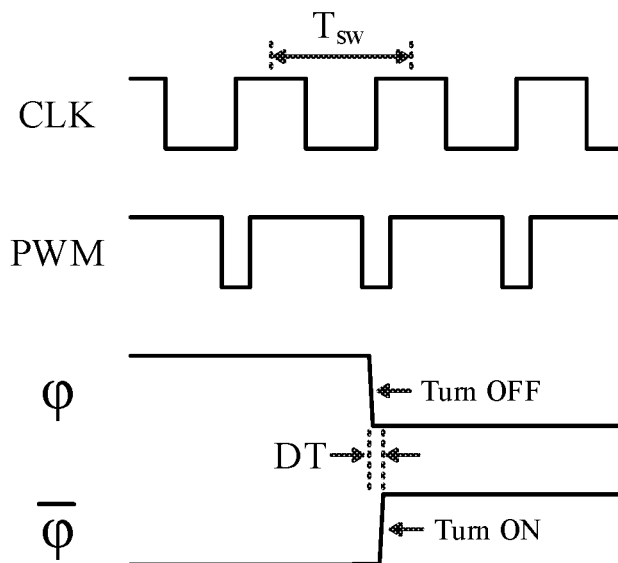 T_SW
CLK
PWM
φ
Turn OFF
DT
φ̅
Turn ON